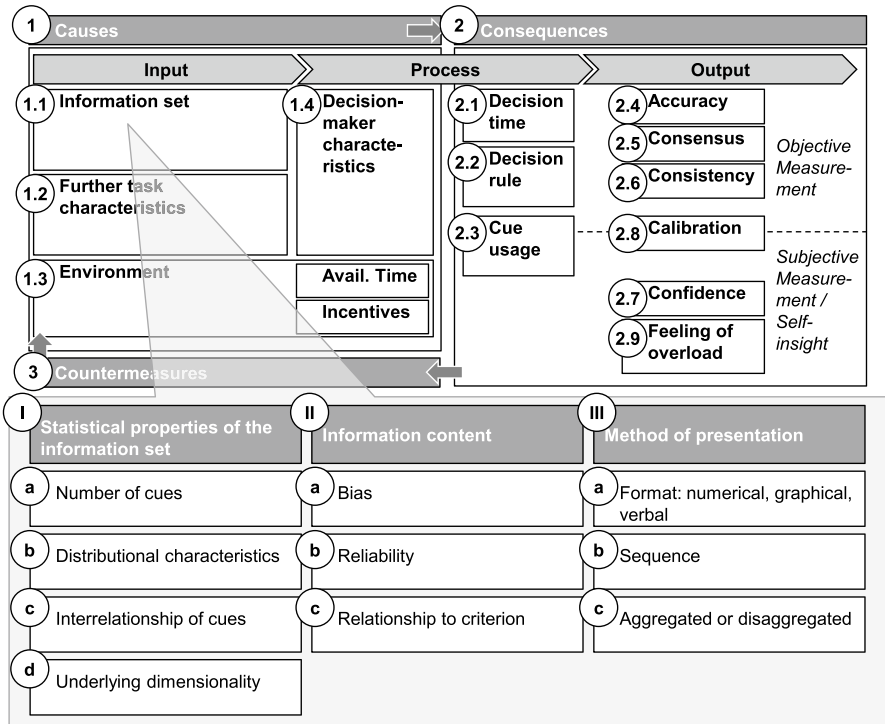 1 Causes
2 Consequences
Input
Process
Output
1.1 Information set
1.2 Further task
characteristics
1.3 Environment
1.4 Decision-
maker
characte-
ristics
Avail. Time
Incentives
2.1 Decision
time
2.2 Decision
rule
2.3 Cue
usage
2.4 Accuracy
2.5 Consensus
2.6 Consistency
2.8 Calibration
2.7 Confidence
2.9 Feeling of
overload
Objective
Measure-
ment
Subjective
Measure-
ment /
Self-
insight
3 Countermeasures
I Statistical properties of the
information set
a Number of cues
b Distributional characteristics
c Interrelationship of cues
d Underlying dimensionality
II Information content
a Bias
b Reliability
c Relationship to criterion
III Method of presentation
a Format: numerical, graphical,
verbal
b Sequence
c Aggregated or disaggregated